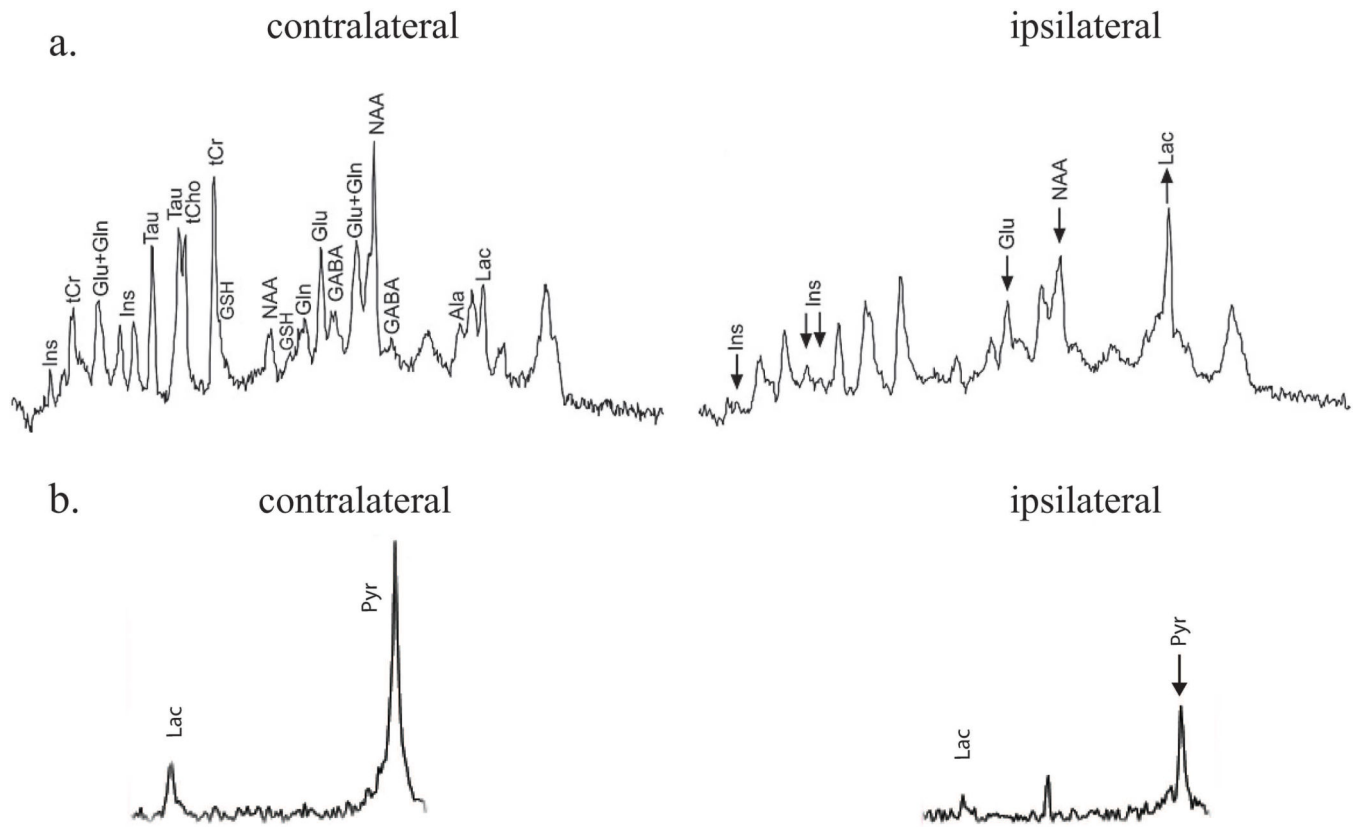 a.
contralateral
ipsilateral
Ins
tCr
Glu+Gln
Ins
Tau
Tau
tCho
tCr
GSH
NAA
GSH
Gln
Glu
GABA
Glu+Gln
NAA
GABA
Ala
Lac
Ins
Ins
Glu
NAA
Lac
b.
contralateral
ipsilateral
Lac
Pyr
Lac
Pyr